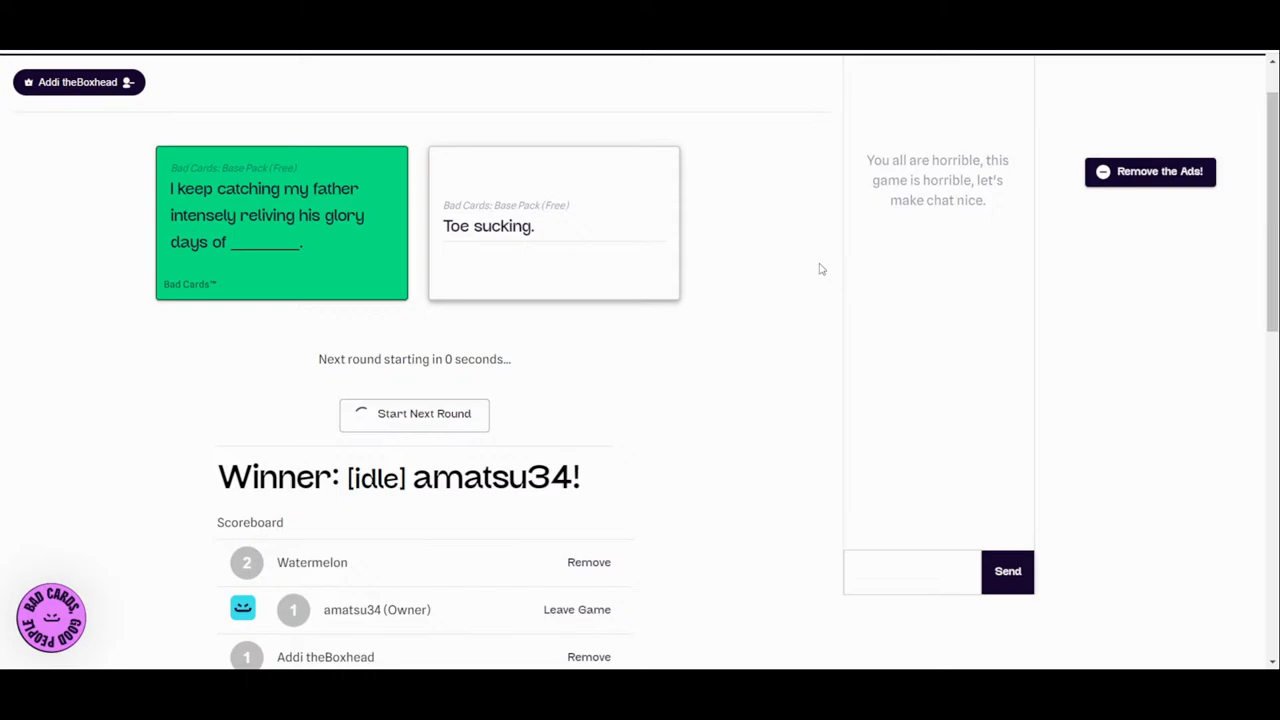 Addi theBoxhead
Bad Cards: Base Pack (Free)
I keep catching my father
intensely reliving his glory
days of ________.
Bad Cards™
Bad Cards: Base Pack (Free)
Toe sucking.
You all are horrible, this
game is horrible, let's
make chat nice.
Remove the Ads!
Next round starting in 0 seconds...
Start Next Round
Winner: [idle] amatsu34!
Scoreboard
2 Watermelon Remove
1 amatsu34 (Owner) Leave Game
1 Addi theBoxhead Remove
Send
BAD CARDS,
GOOD PEOPLE